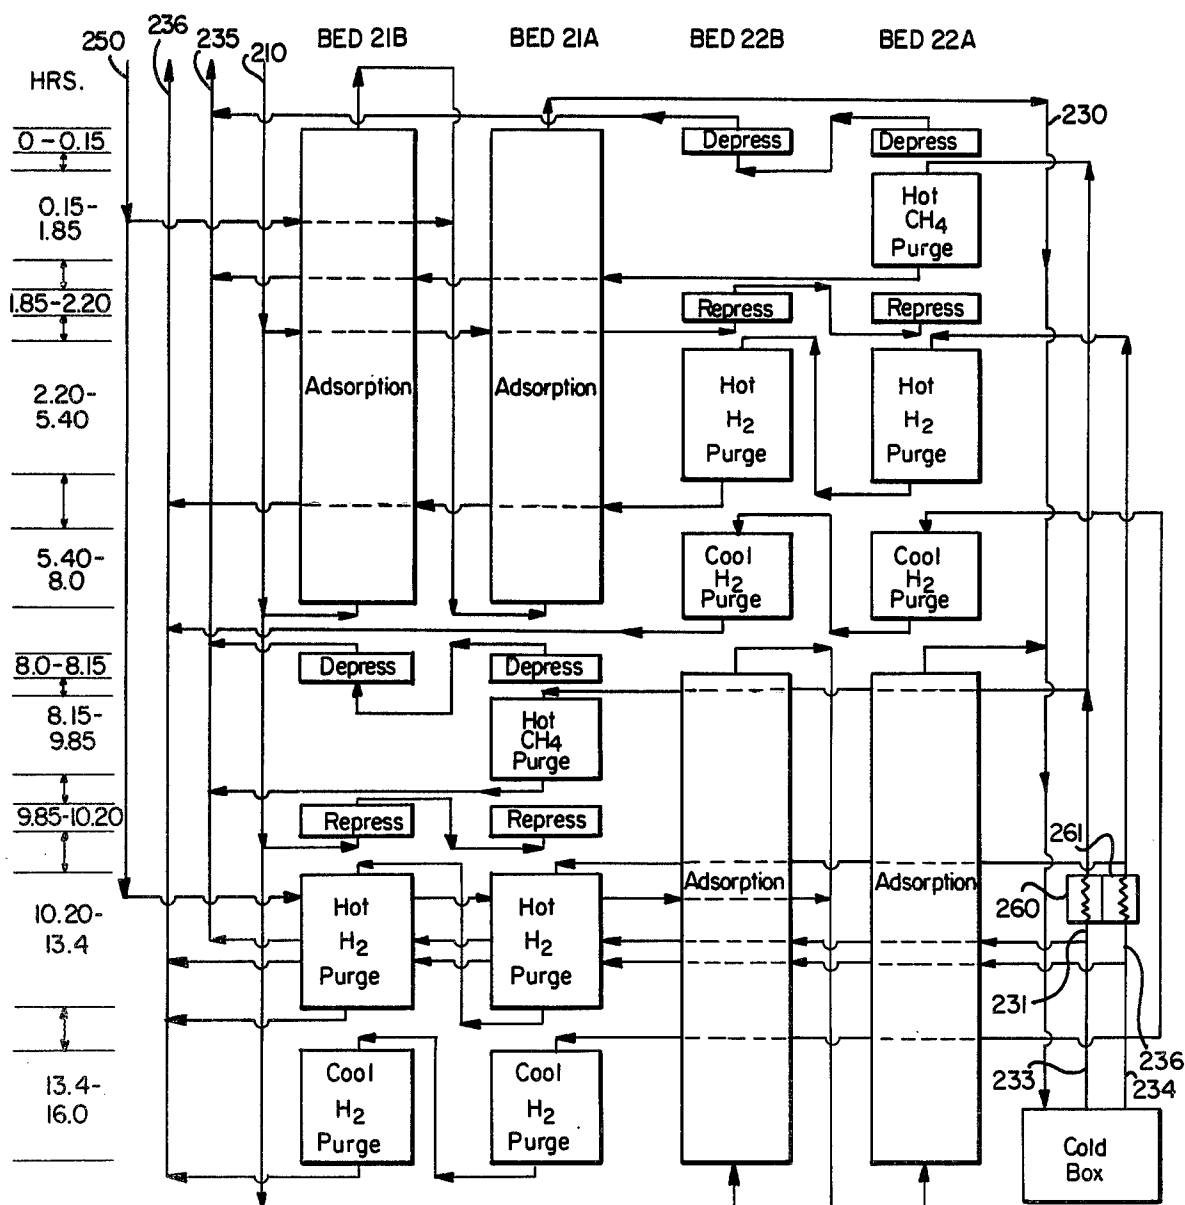 236
250
235
210
BED 21B
BED 21A
BED 22B
BED 22A
HRS.
230
0-0.15
Depress
Depress
0.15-
1.85
Hot
CH4
Purge
1.85-2.20
Repress
Repress
2.20-
5.40
Adsorption
Adsorption
Hot
H2
Purge
Hot
H2
Purge
5.40-
8.0
Cool
H2
Purge
Cool
H2
Purge
8.0-8.15
Depress
Depress
8.15-
9.85
Hot
CH4
Purge
9.85-10.20
Repress
Repress
261
Adsorption
Adsorption
260
10.20-
13.4
Hot
H2
Purge
Hot
H2
Purge
231
236
233
234
13.4-
16.0
Cool
H2
Purge
Cool
H2
Purge
Cold
Box